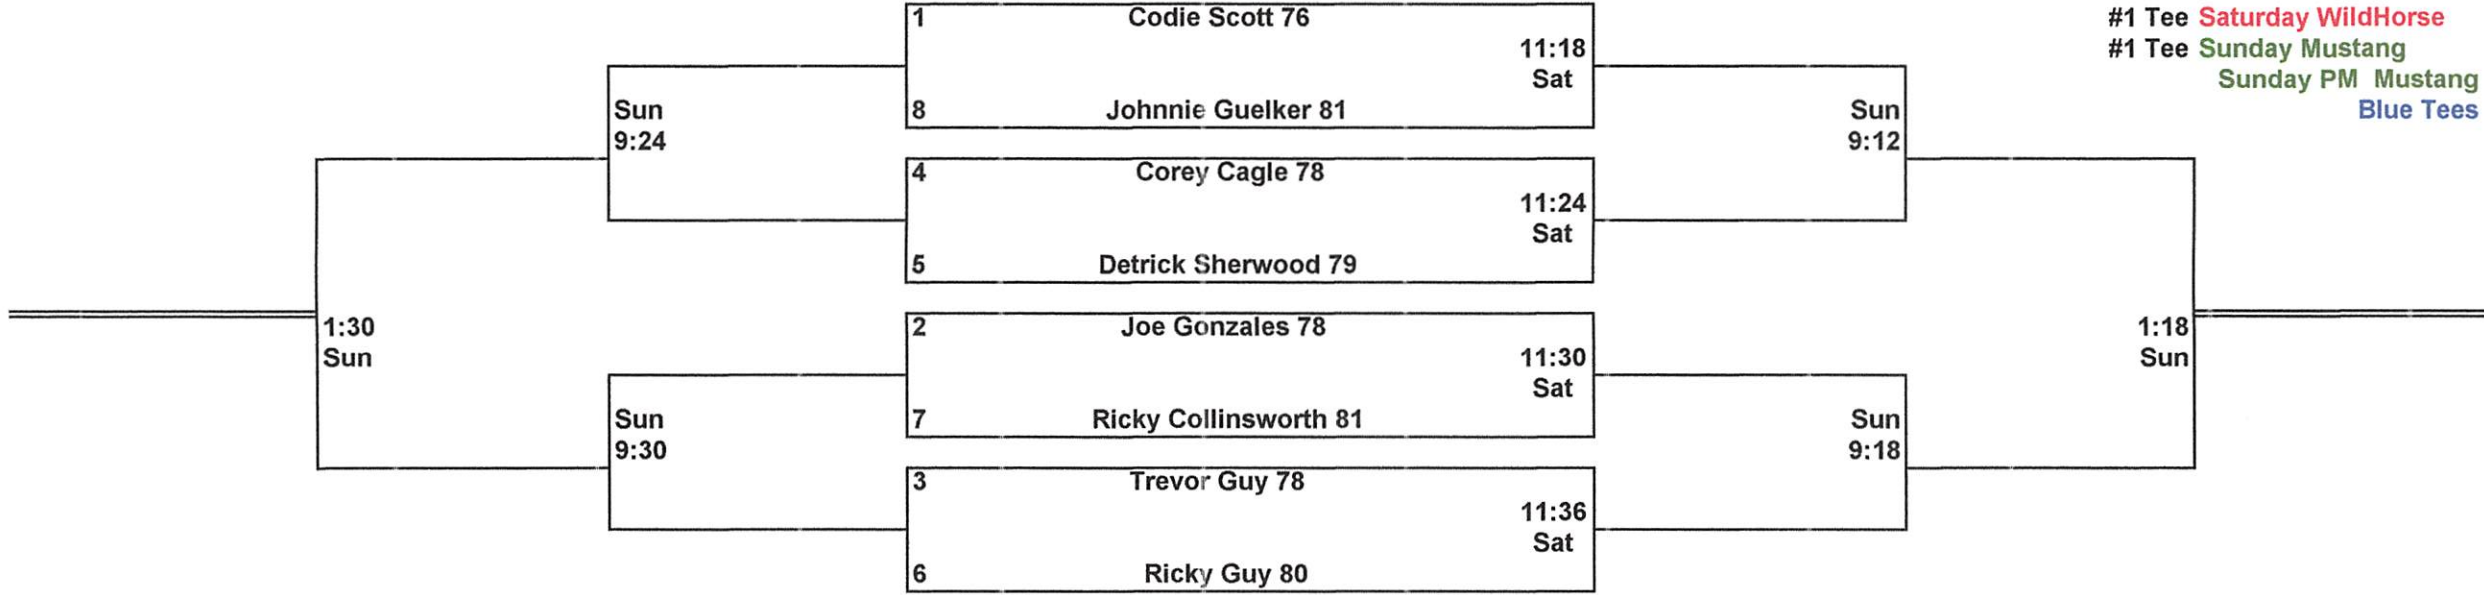 1 Codie Scott 76
11:18
Sat
8 Johnnie Guelker 81
#1 Tee Saturday WildHorse
#1 Tee Sunday Mustang
Sunday PM Mustang
Blue Tees
Sun
9:24
Sun
9:12
4 Corey Cagle 78
11:24
Sat
5 Detrick Sherwood 79
1:30
Sun
1:18
Sun
2 Joe Gonzales 78
11:30
Sat
7 Ricky Collinsworth 81
Sun
9:30
Sun
9:18
3 Trevor Guy 78
11:36
Sat
6 Ricky Guy 80